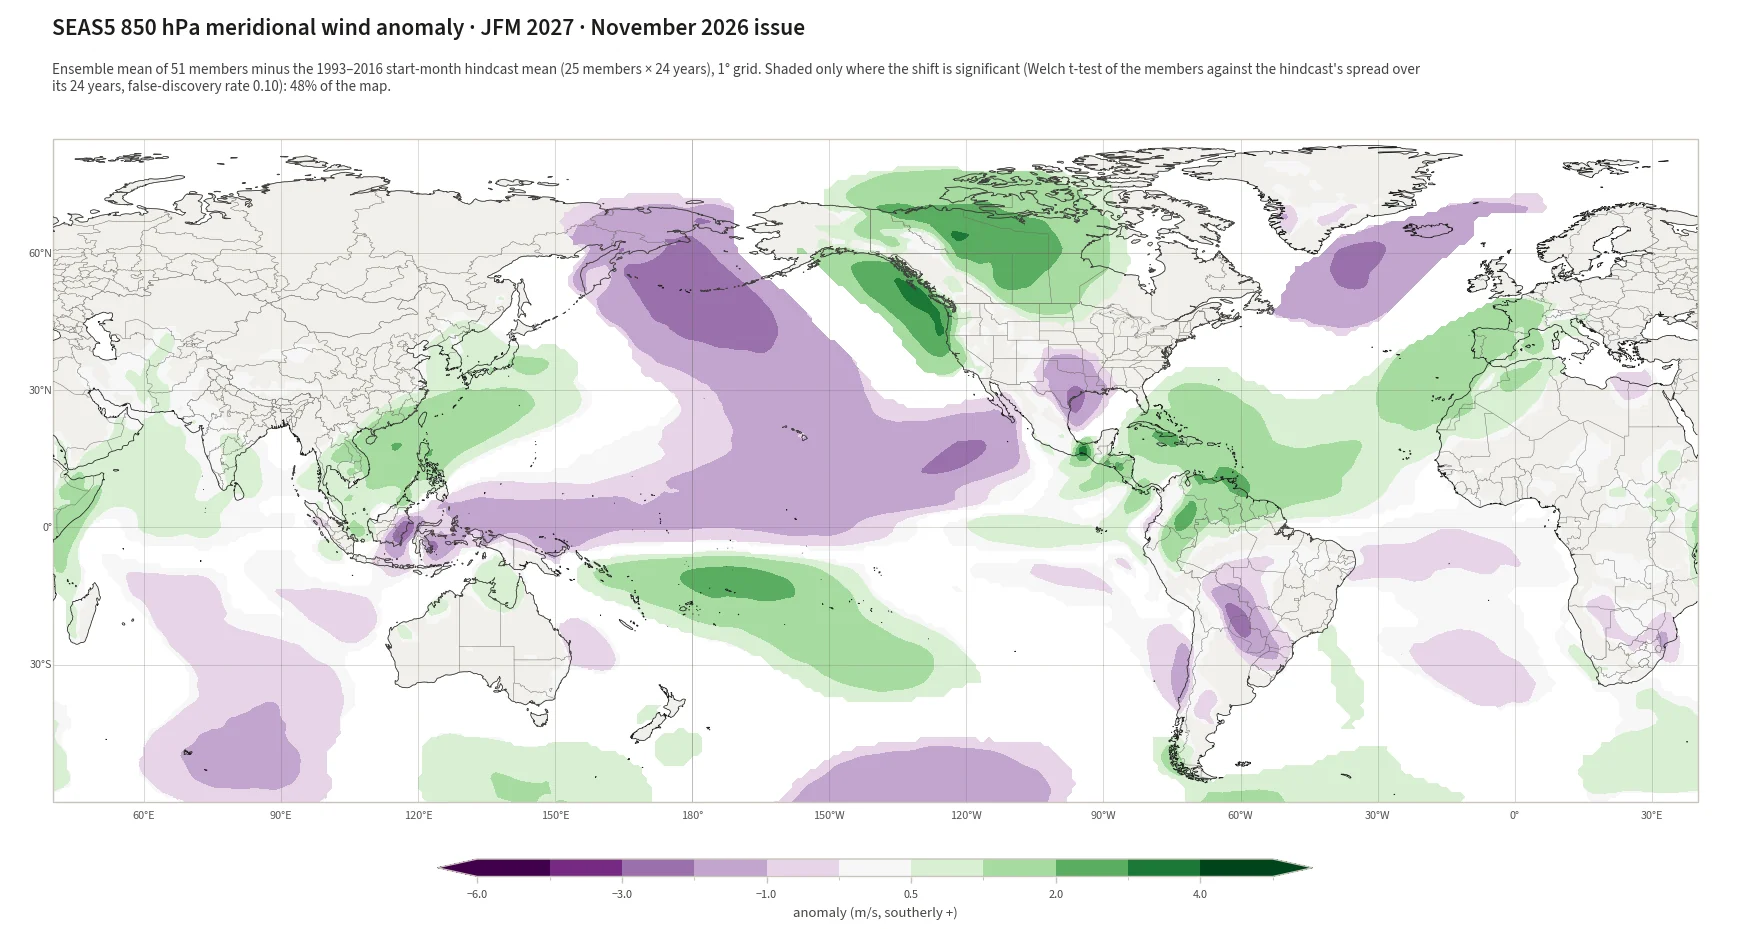 SEAS5 850 hPa meridional wind anomaly · JFM 2027 · November 2026 issue
Ensemble mean of 51 members minus the 1993–2016 start-month hindcast mean (25 members × 24 years), 1° grid. Shaded only where the shift is significant (Welch t-test of the members against the hindcast's spread over
its 24 years, false-discovery rate 0.10): 48% of the map.
60°N
30°N
0°
30°S
60°E 90°E 120°E 150°E 180° 150°W 120°W 90°W 60°W 30°W 0° 30°E
−6.0 −3.0 −1.0 0.5 2.0 4.0
anomaly (m/s, southerly +)